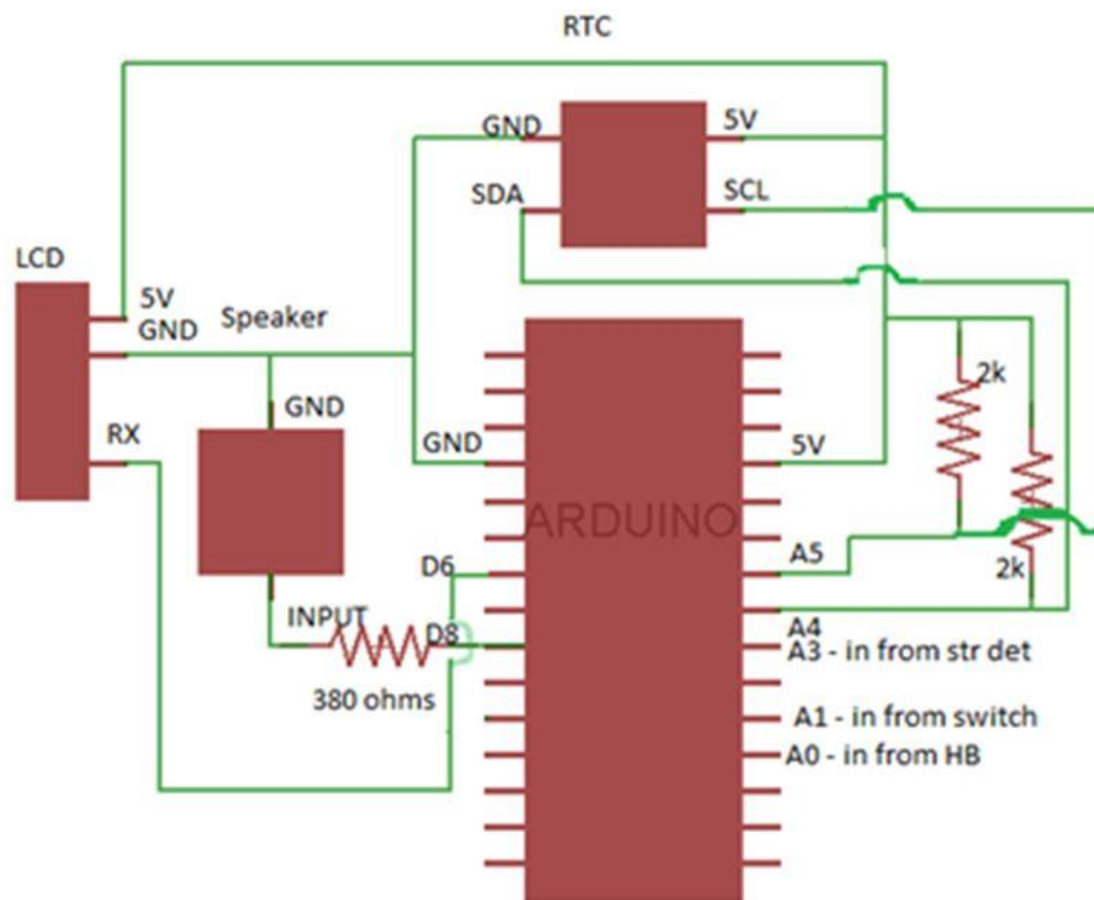 RTC
GND
5V
SDA
SCL
LCD
5V
GND
Speaker
GND
2k
RX
GND
5V
ARDUINO
D6
A5
2k
INPUT
D8
A4
A3 - in from str det
380 ohms
A1 - in from switch
A0 - in from HB